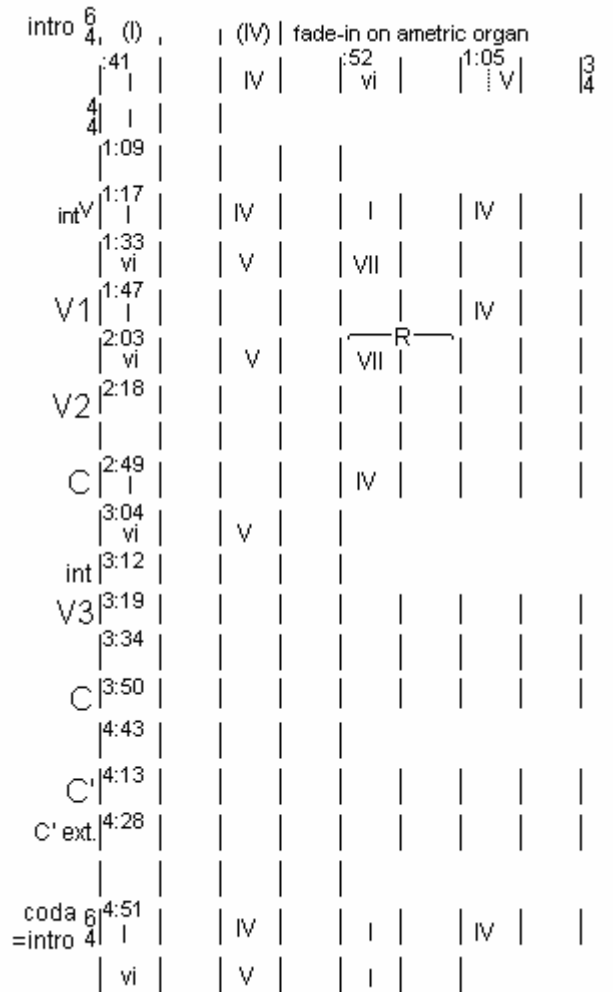 intro 6/4 (I) (IV) fade-in on ametric organ
:41 I IV :52 vi 1:05 V 3/4
4/4 I
1:09
int V 1:17 I IV I IV
1:33 vi V VII
V1 1:47 I IV
2:03 vi V R VII
V2 2:18
C 2:49 I IV
3:04 vi V
int 3:12
V3 3:19
3:34
C 3:50
4:43
C' 4:13
C' ext. 4:28
coda =intro 6/4 4:51 I IV I IV
vi V I